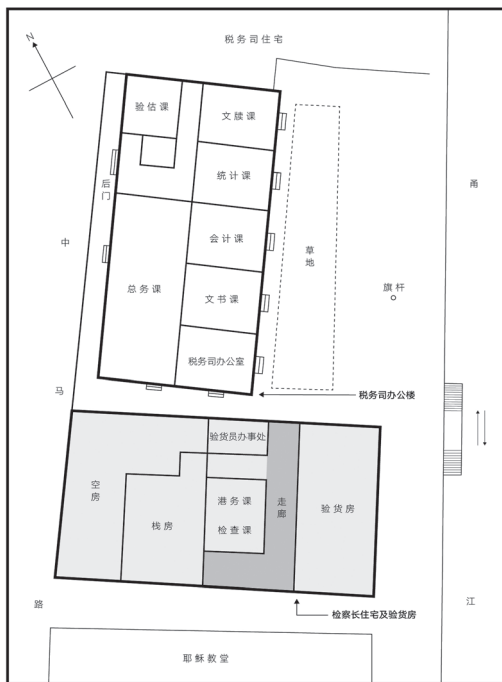 N
税务司住宅
验估课
文牍课
统计课
后门
会计课
总务课
文书课
税务司办公室
草地
旗杆
税务司办公楼
中马路
甬江
验货员办事处
空房
栈房
港务课
检查课
走廊
验货房
检察长住宅及验货房
耶稣教堂